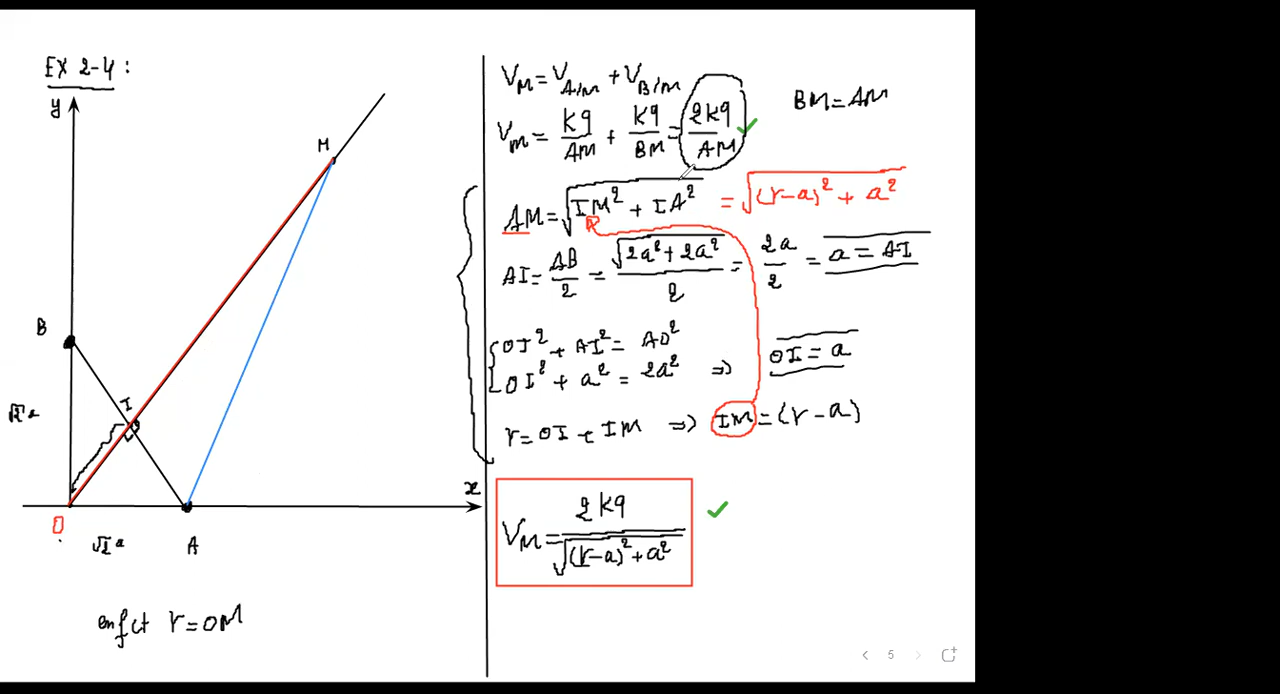 EX 2-4 :
y
M
B
I
√2 a
x
O
√2 a
A
en fct r = OM
V_M = V_A/M + V_B/M
BM = AM
V_M = Kq/AM + Kq/BM = 2Kq/AM ✓
AM = √(IM² + IA²) = √((r-a)² + a²)
AI = AB/2 = √(2a² + 2a²)/2 = 2a/2 = a = AI
OI² + AI² = AO²
OI² + a² = 2a² ⇒ OI = a
r = OI + IM ⇒ IM = (r - a)
V_M = 2Kq/√((r-a)² + a²) ✓
5